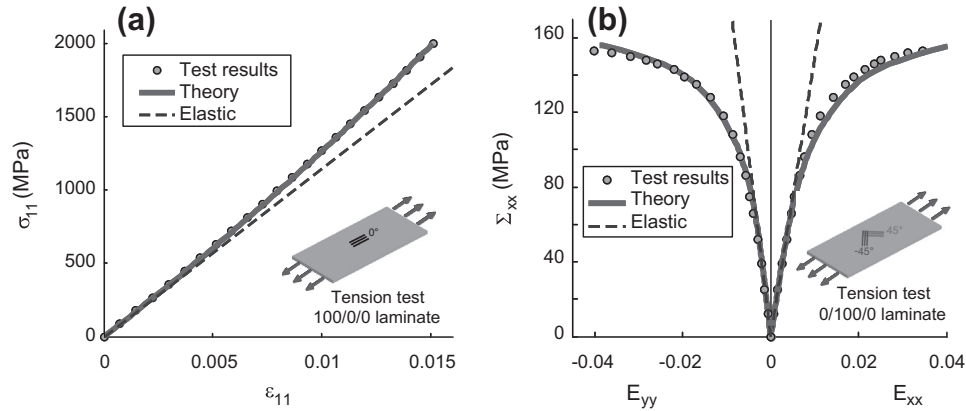 (a)
2000
1500
1000
500
0
σ11 (MPa)
Test results
Theory
Elastic
0°
Tension test
100/0/0 laminate
0 0.005 0.01 0.015
ε11
(b)
160
120
80
40
0
Σxx (MPa)
Test results
Theory
Elastic
45°
-45°
Tension test
0/100/0 laminate
-0.04 -0.02 0 0.02 0.04
Eyy Exx